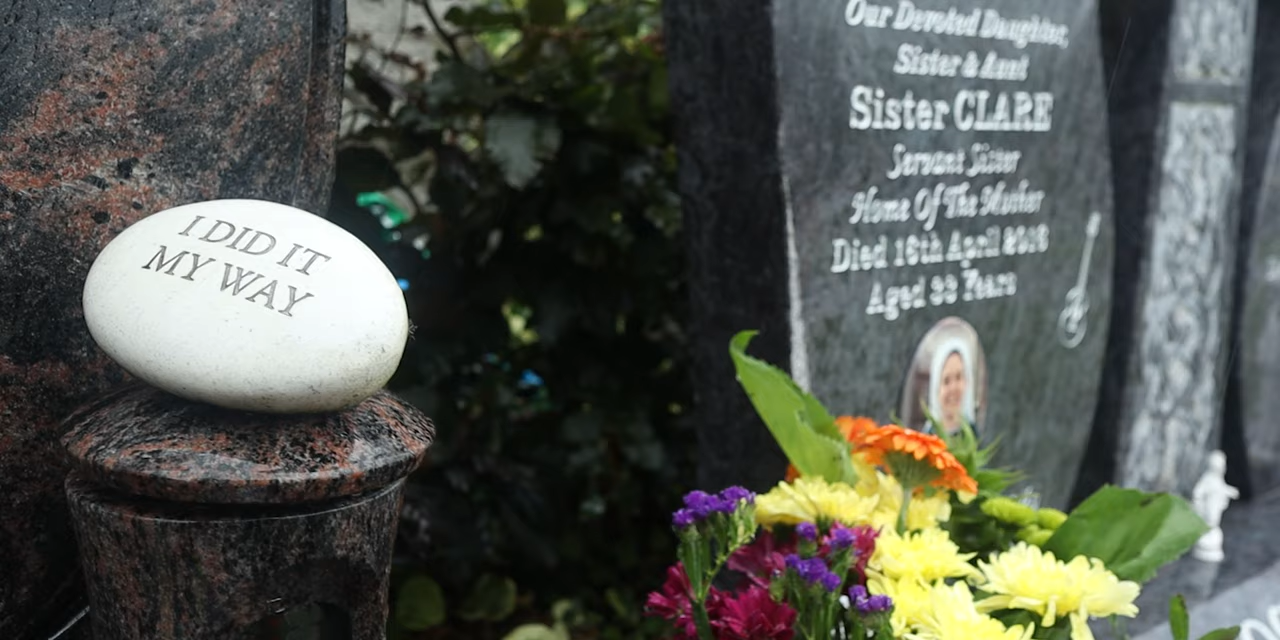 I DID IT
MY WAY
Our Devoted Daughter,
Sister & Aunt
Sister CLARE
Servant Sister
Home Of The Mother
Died 16th April 2016
Aged 33 Years